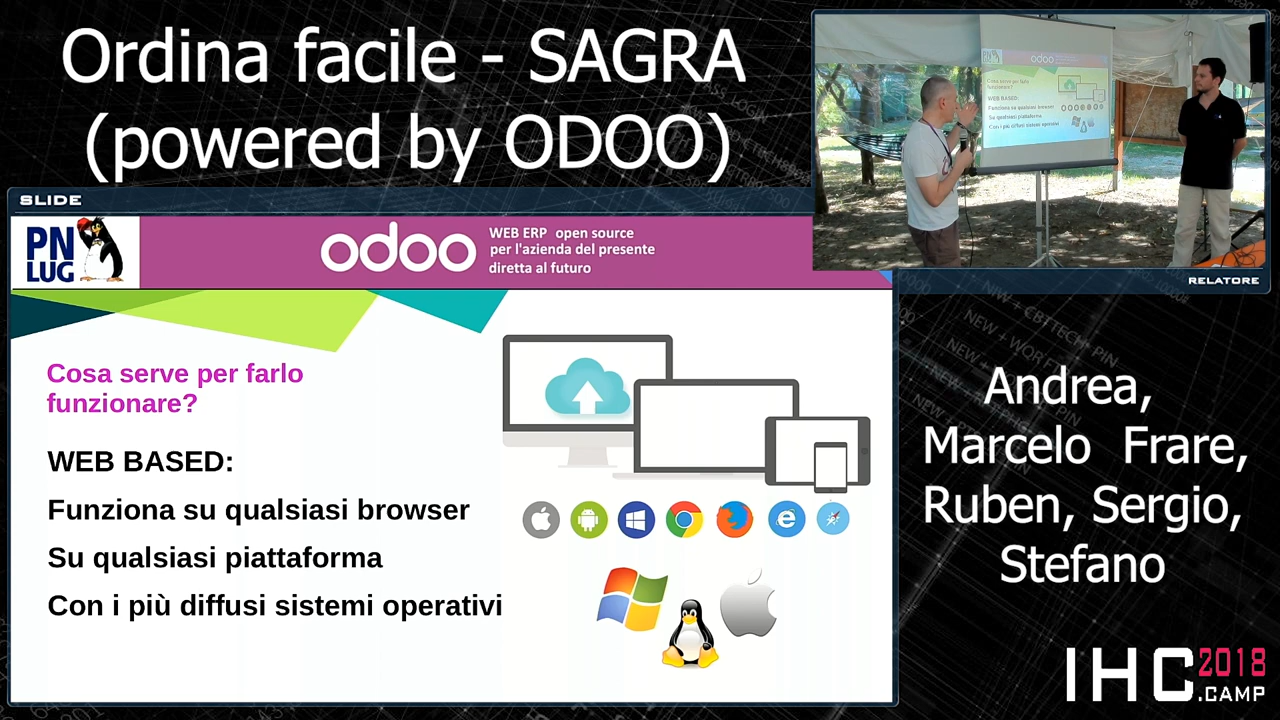 Ordina facile - SAGRA
(powered by ODOO)
SLIDE
PN
LUG
odoo
WEB ERP open source
per l'azienda del presente
diretta al futuro
RELATORE
Cosa serve per farlo
funzionare?
WEB BASED:
Funziona su qualsiasi browser
Su qualsiasi piattaforma
Con i più diffusi sistemi operativi
Andrea,
Marcelo Frare,
Ruben, Sergio,
Stefano
IHC 2018
.CAMP